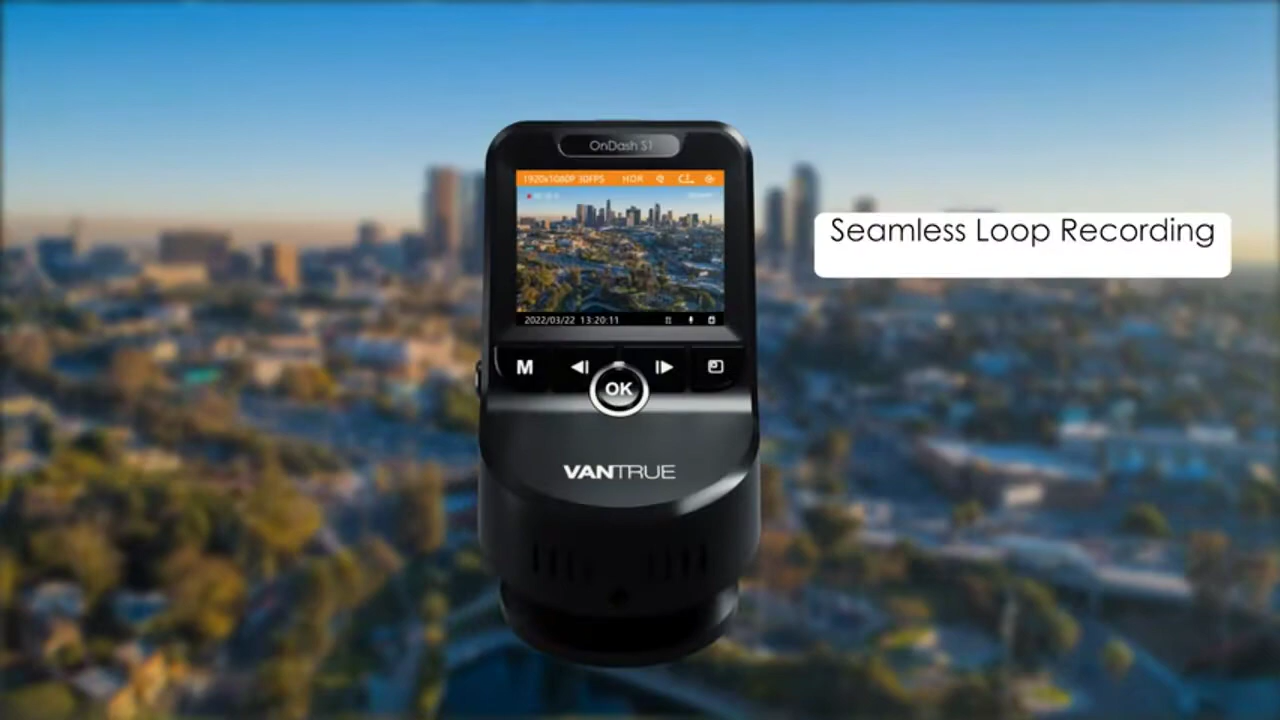 OnDash S1
1920x1080P 30FPS HDR
Seamless Loop Recording
2022/03/22 13:20:11
M
OK
VANTRUE